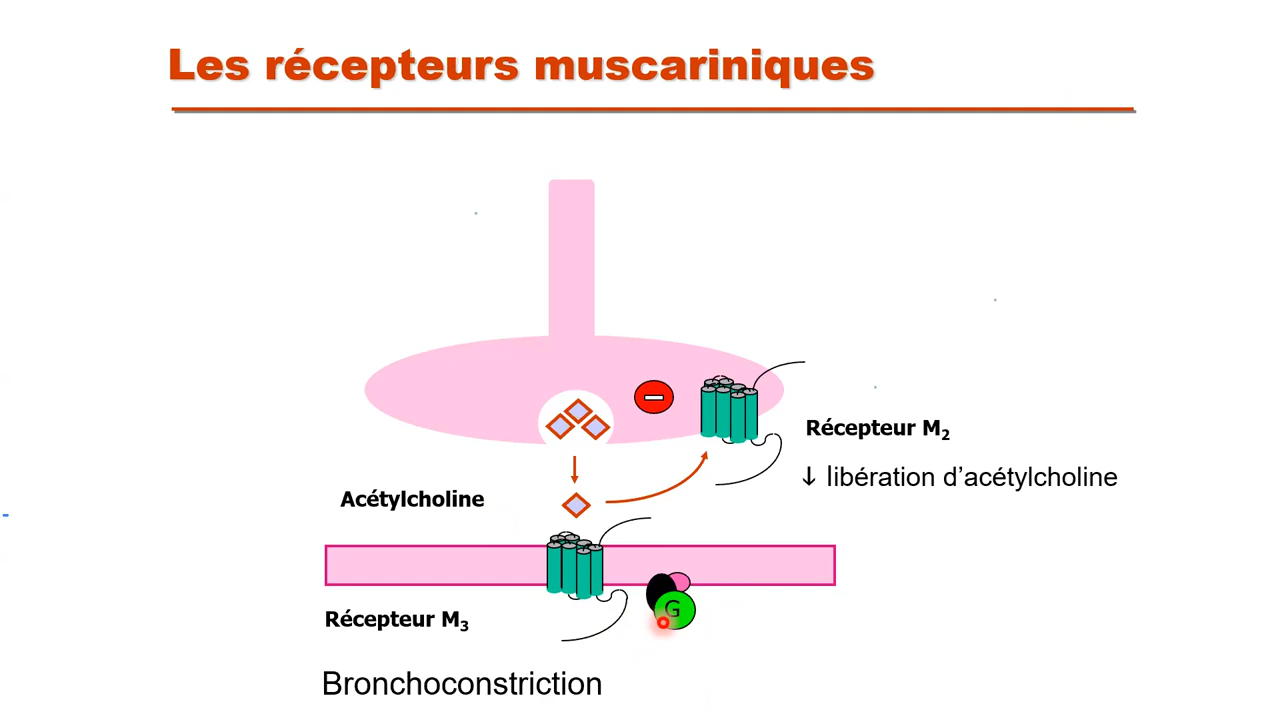 Les récepteurs muscariniques
Récepteur M₂
↓ libération d’acétylcholine
Acétylcholine
G
Récepteur M₃
Bronchoconstriction